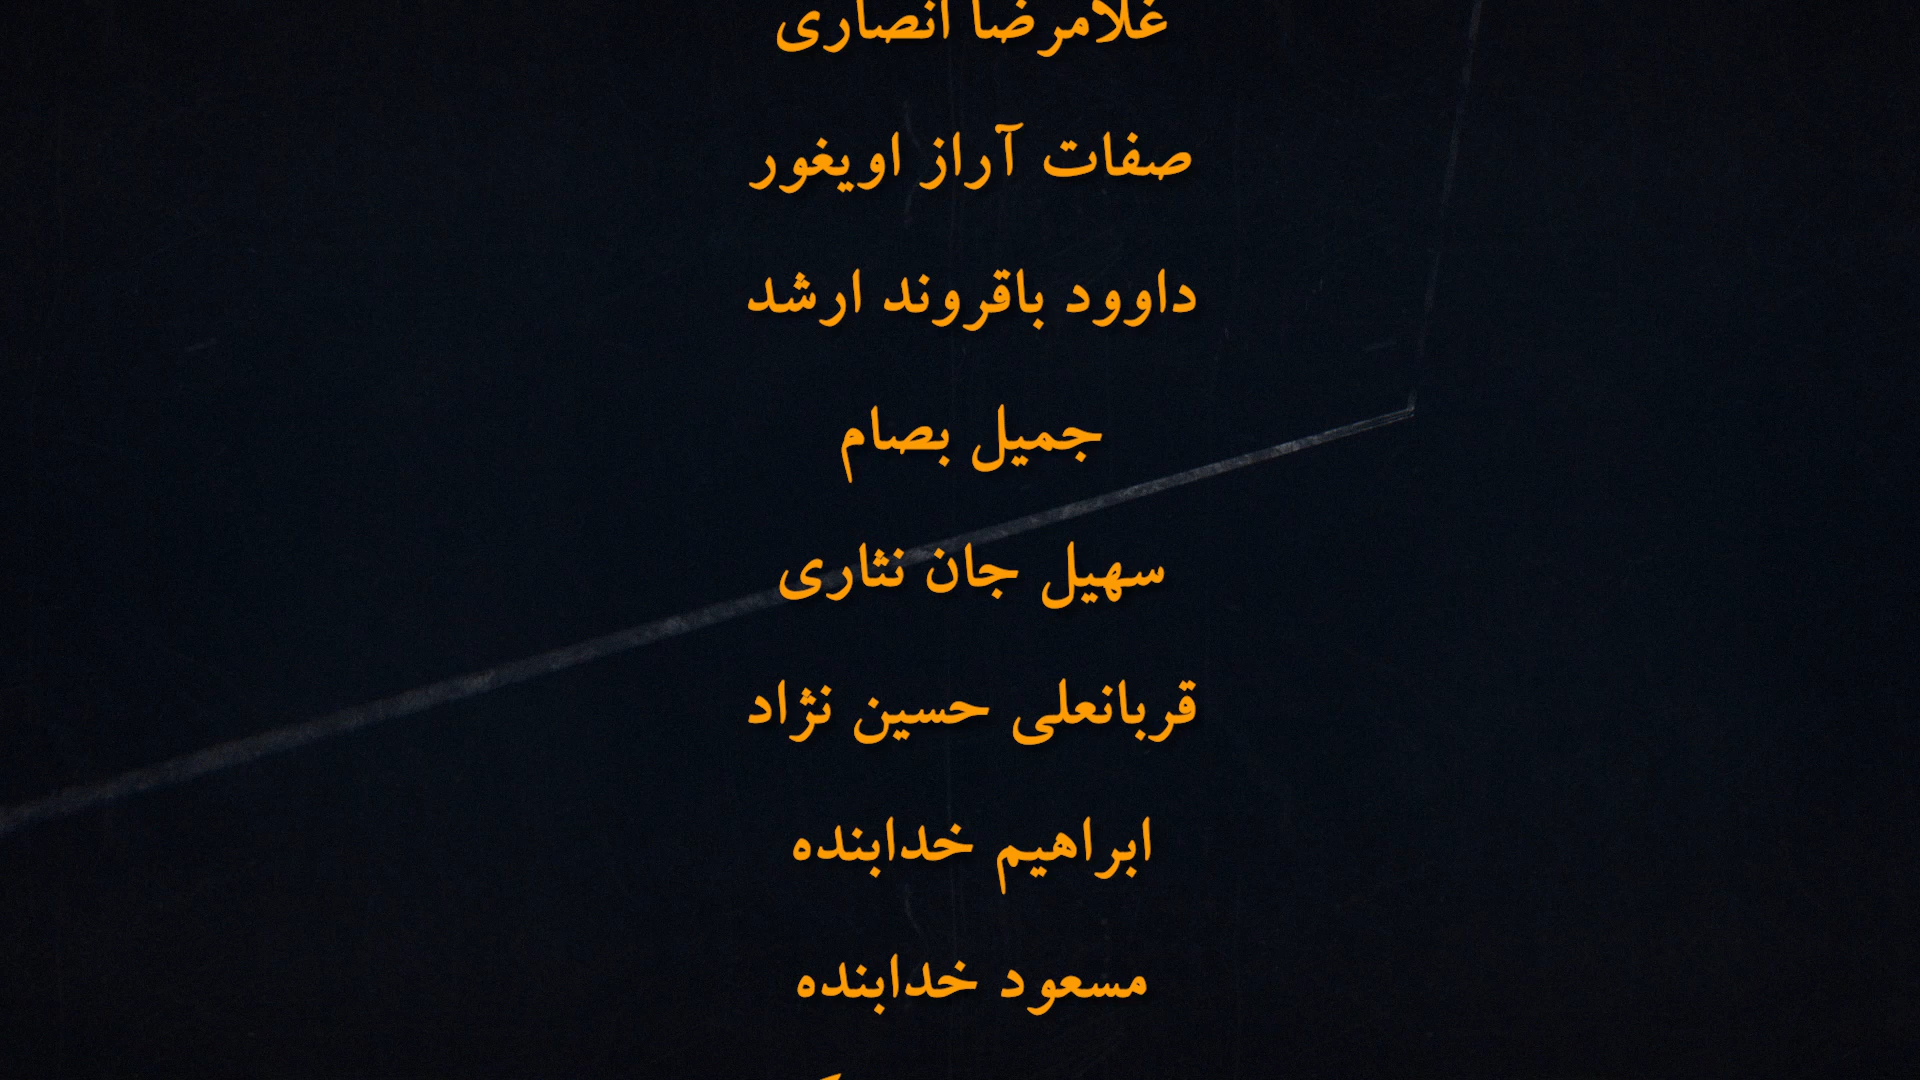 غلامرضا انصاری
صفات آراز اویغور
داوود باقروند ارشد
جمیل بصام
سهیل جان نثاری
قربانعلی حسین نژاد
ابراهیم خدابنده
مسعود خدابنده